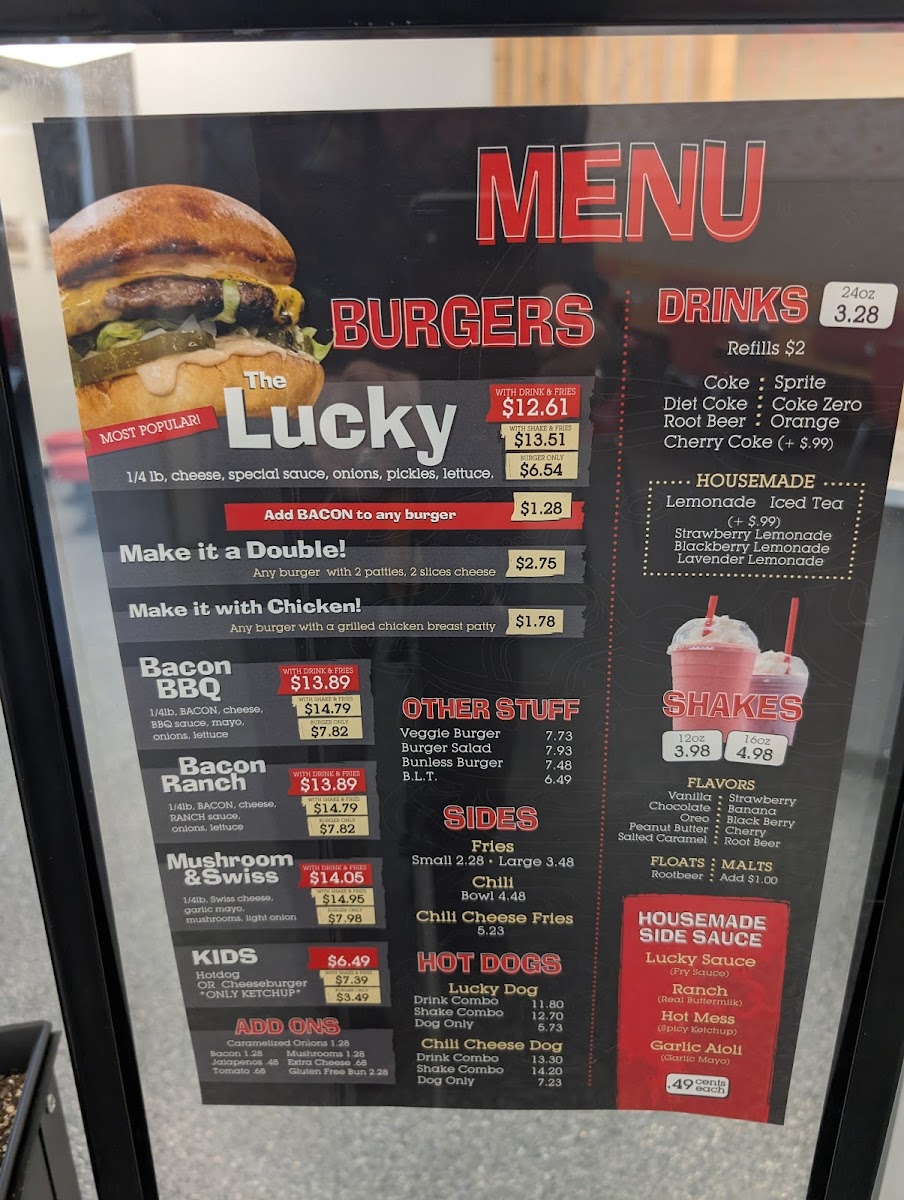 MENU
BURGERS
MOST POPULAR!
The
Lucky
1/4 lb, cheese, special sauce, onions, pickles, lettuce.
WITH DRINK & FRIES
$12.61
WITH SHAKE & FRIES
$13.51
BURGER ONLY
$6.54
Add BACON to any burger
$1.28
Make it a Double!
Any burger with 2 patties, 2 slices cheese
$2.75
Make it with Chicken!
Any burger with a grilled chicken breast patty
$1.78
Bacon
BBQ
1/4lb, BACON, cheese,
BBQ sauce, mayo,
onions, lettuce
WITH DRINK & FRIES
$13.89
WITH SHAKE & FRIES
$14.79
BURGER ONLY
$7.82
Bacon
Ranch
1/4lb, BACON, cheese,
RANCH sauce,
onions, lettuce
WITH DRINK & FRIES
$13.89
WITH SHAKE & FRIES
$14.79
BURGER ONLY
$7.82
Mushroom
&Swiss
1/4lb, Swiss cheese,
garlic mayo,
mushrooms, light onion
WITH DRINK & FRIES
$14.05
WITH SHAKE & FRIES
$14.95
BURGER ONLY
$7.98
KIDS
Hotdog
OR Cheeseburger
*ONLY KETCHUP*
$6.49
WITH SHAKE & FRIES
$7.39
BURGER ONLY
$3.49
ADD ONS
Caramelized Onions 1.28
Bacon 1.28 Mushrooms 1.28
Jalapenos .48 Extra Cheese .68
Tomato .68 Gluten Free Bun 2.28
OTHER STUFF
Veggie Burger 7.73
Burger Salad 7.93
Bunless Burger 7.48
B.L.T. 6.49
SIDES
Fries
Small 2.28 • Large 3.48
Chili
Bowl 4.48
Chili Cheese Fries
5.23
HOT DOGS
Lucky Dog
Drink Combo 11.80
Shake Combo 12.70
Dog Only 5.73
Chili Cheese Dog
Drink Combo 13.30
Shake Combo 14.20
Dog Only 7.23
DRINKS
24oz
3.28
Refills $2
Coke Sprite
Diet Coke Coke Zero
Root Beer Orange
Cherry Coke (+ $.99)
HOUSEMADE
Lemonade Iced Tea
(+ $.99)
Strawberry Lemonade
Blackberry Lemonade
Lavender Lemonade
SHAKES
12oz
3.98
16oz
4.98
FLAVORS
Vanilla Strawberry
Chocolate Banana
Oreo Black Berry
Peanut Butter Cherry
Salted Caramel Root Beer
FLOATS MALTS
Rootbeer Add $1.00
HOUSEMADE
SIDE SAUCE
Lucky Sauce
(Fry Sauce)
Ranch
(Real Buttermilk)
Hot Mess
(Spicy Ketchup)
Garlic Aioli
(Garlic Mayo)
.49 cents each